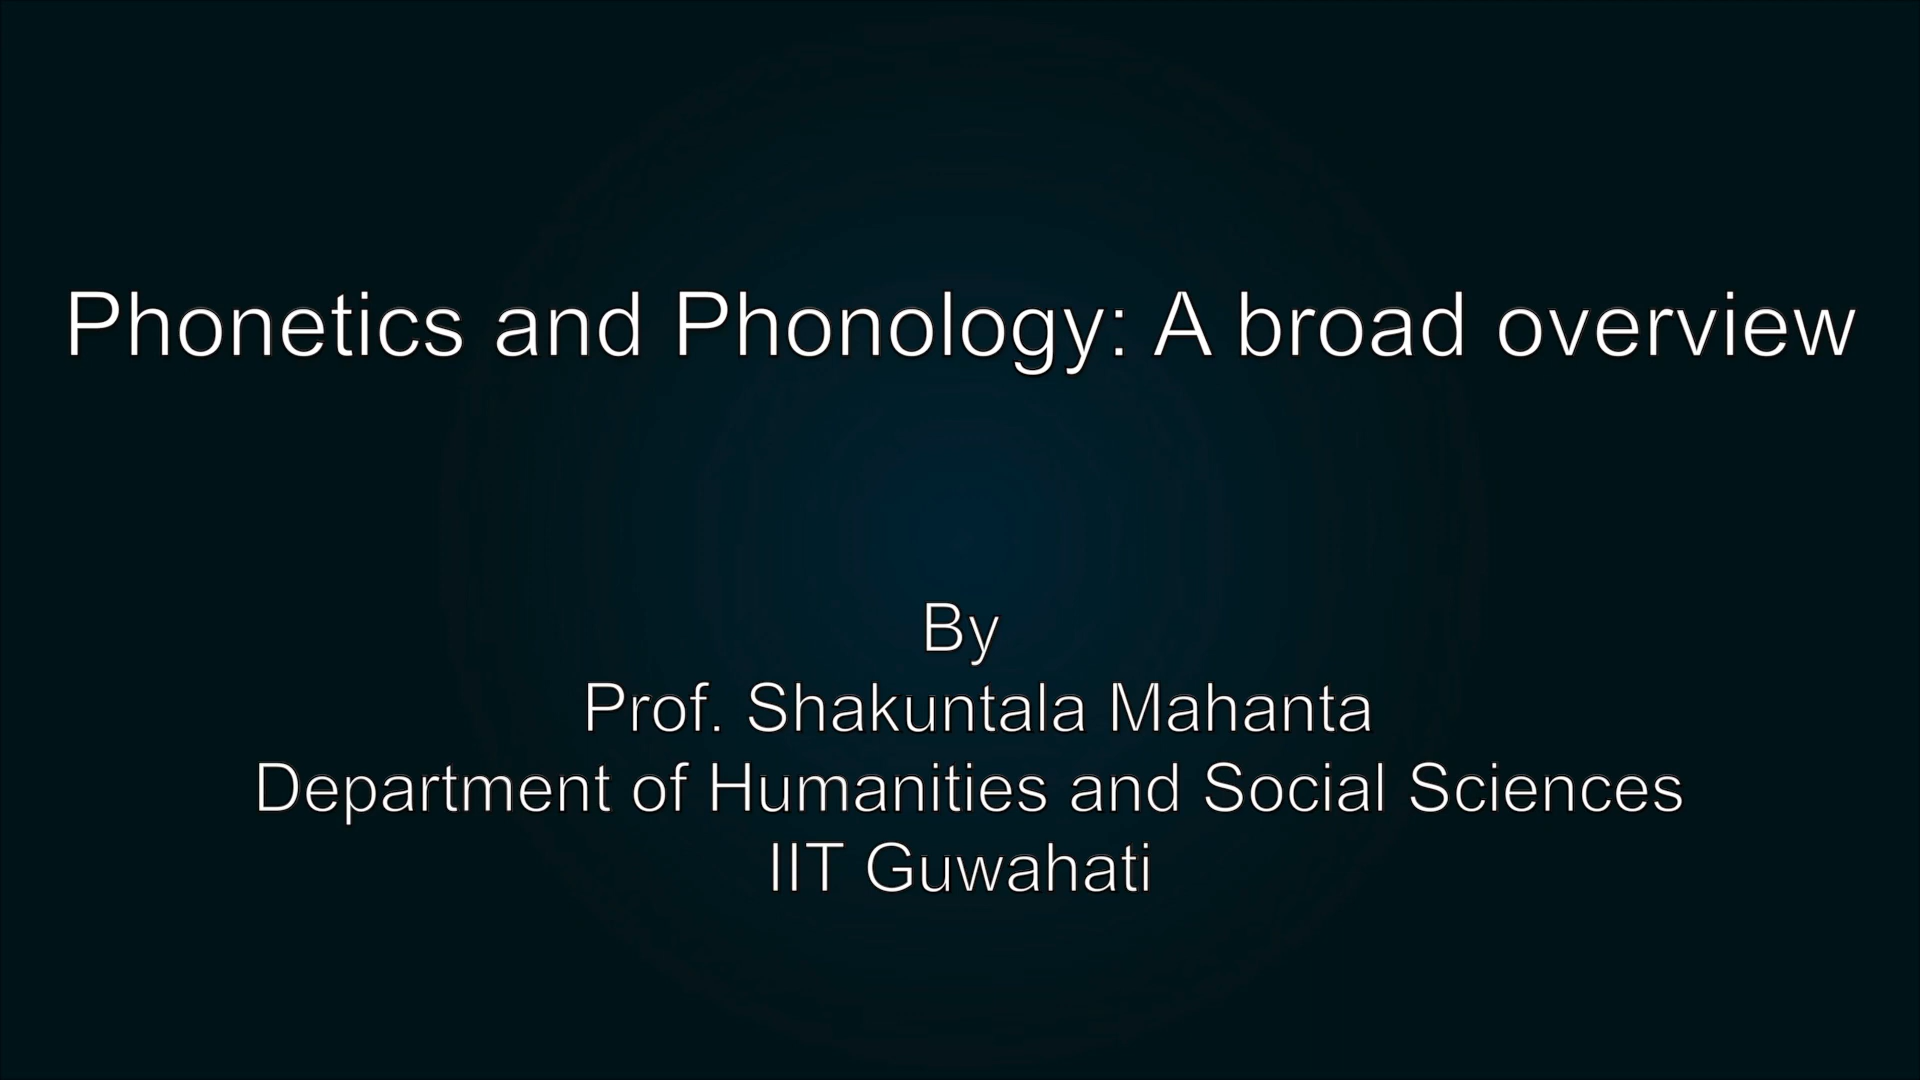 Phonetics and Phonology: A broad overview
By
Prof. Shakuntala Mahanta
Department of Humanities and Social Sciences
IIT Guwahati